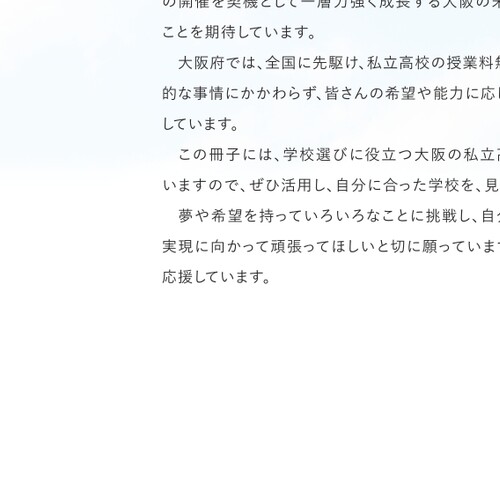 の開催を契機として一層力強く成長する大阪の
ことを期待しています。
大阪府では、全国に先駆け、私立高校の授業料
的な事情にかかわらず、皆さんの希望や能力に応
しています。
この冊子には、学校選びに役立つ大阪の私立
いますので、ぜひ活用し、自分に合った学校を、見
夢や希望を持っていろいろなことに挑戦し、自
実現に向かって頑張ってほしいと切に願っていま
応援しています。